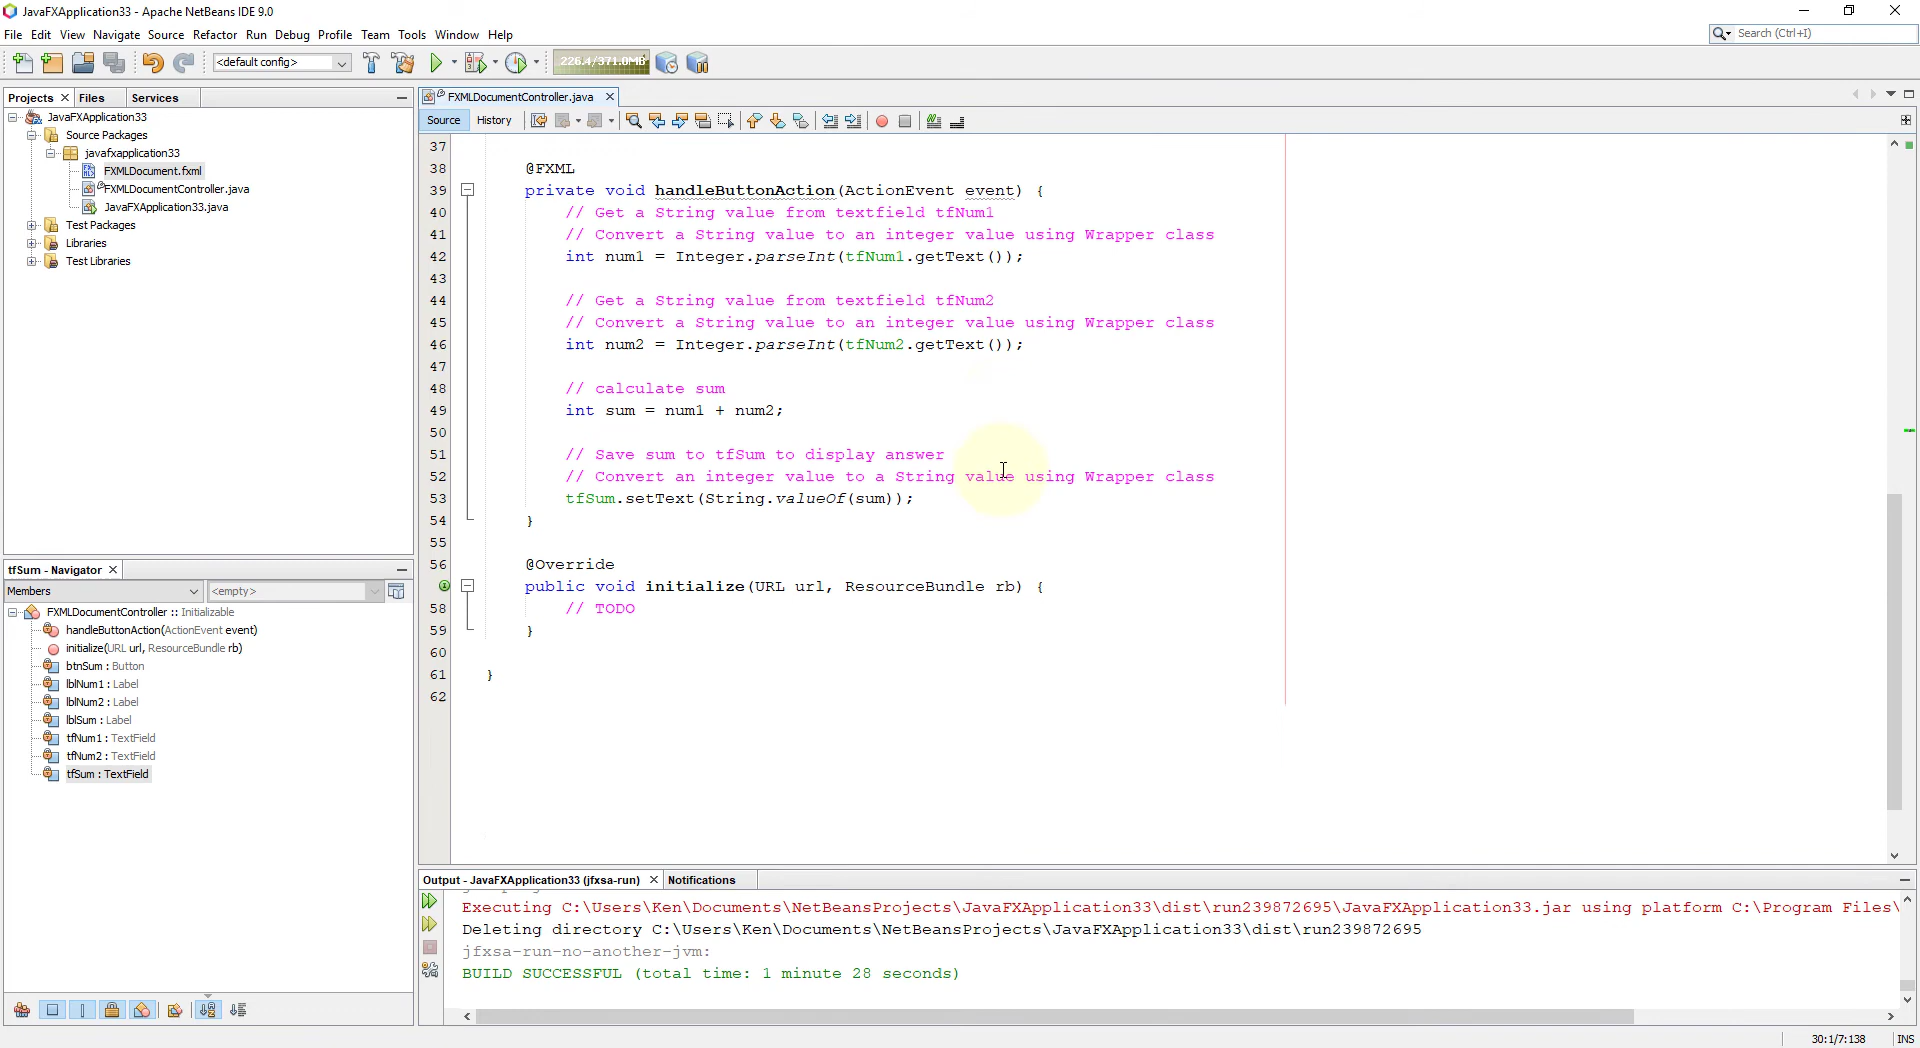 JavaFXApplication33 - Apache NetBeans IDE 9.0
File Edit View Navigate Source Refactor Run Debug Profile Team Tools Window Help
Search (Ctrl+I)
<default config>
226.4/371.0MB
Projects
Files
Services
JavaFXApplication33
Source Packages
javafxapplication33
FXMLDocument.fxml
FXMLDocumentController.java
JavaFXApplication33.java
Test Packages
Libraries
Test Libraries
tfSum - Navigator
Members
<empty>
FXMLDocumentController :: Initializable
handleButtonAction(ActionEvent event)
initialize(URL url, ResourceBundle rb)
btnSum : Button
lblNum1 : Label
lblNum2 : Label
lblSum : Label
tfNum1 : TextField
tfNum2 : TextField
tfSum : TextField
FXMLDocumentController.java
Source History
37
38 @FXML
39 private void handleButtonAction(ActionEvent event) {
40 // Get a String value from textfield tfNum1
41 // Convert a String value to an integer value using Wrapper class
42 int num1 = Integer.parseInt(tfNum1.getText());
43
44 // Get a String value from textfield tfNum2
45 // Convert a String value to an integer value using Wrapper class
46 int num2 = Integer.parseInt(tfNum2.getText());
47
48 // calculate sum
49 int sum = num1 + num2;
50
51 // Save sum to tfSum to display answer
52 // Convert an integer value to a String value using Wrapper class
53 tfSum.setText(String.valueOf(sum));
54 }
55
56 @Override
public void initialize(URL url, ResourceBundle rb) {
58 // TODO
59 }
60
61 }
62
Output - JavaFXApplication33 (jfxsa-run)
Notifications
Executing C:\Users\Ken\Documents\NetBeansProjects\JavaFXApplication33\dist\run239872695\JavaFXApplication33.jar using platform C:\Program Files\
Deleting directory C:\Users\Ken\Documents\NetBeansProjects\JavaFXApplication33\dist\run239872695
jfxsa-run-no-another-jvm:
BUILD SUCCESSFUL (total time: 1 minute 28 seconds)
30:1/7:138
INS